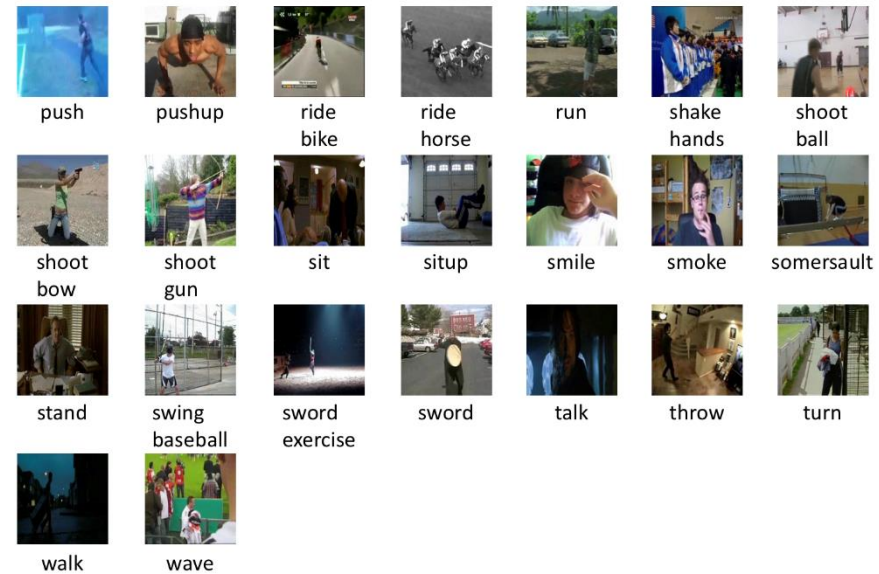 push pushup ride ride run shake shoot
bike horse hands ball
shoot shoot sit situp smile smoke somersault
bow gun
stand swing sword sword talk throw turn
baseball exercise
walk wave